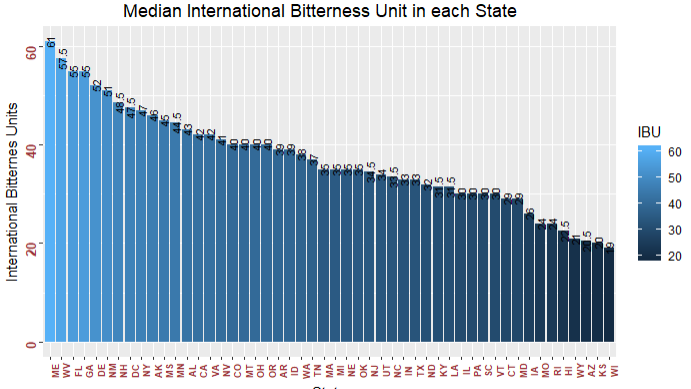 Median International Bitterness Unit in each State
International Bitternes Units
60
40
20
0
61 57.5 55 55 52 51 48.5 47.5 47 46 45 44.5 43 42 42 41 40 40 40 40 39 39 38 37 35 35 35 35 34.5 34 33.5 33 33 32 31.5 31.5 30 30 30 30 29 29 26 24 24 22.5 21 20.5 20 19
ME WV FL GA DE NM NH DC NY AK MS MN AL CA VA NV CO MT OH OR AR ID WA TN MA MI NE OK NJ UT NC IN TX ND KY LA IL PA SC VT CT MD IA MO RI HI WY AZ KS WI
IBU
60
50
40
30
20